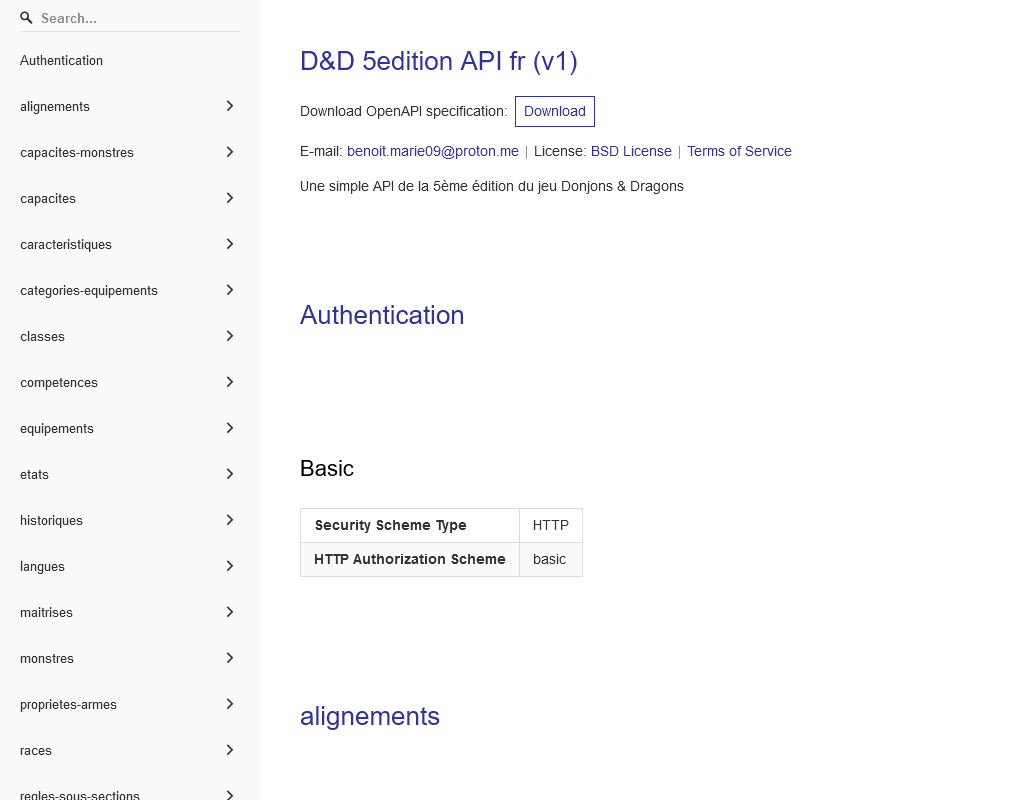 Search...
Authentication
alignements
capacites-monstres
capacites
caracteristiques
categories-equipements
classes
competences
equipements
etats
historiques
langues
maitrises
monstres
proprietes-armes
races
regles-sous-sections
D&D 5edition API fr (v1)
Download OpenAPI specification: Download
E-mail: benoit.marie09@proton.me | License: BSD License | Terms of Service
Une simple API de la 5ème édition du jeu Donjons & Dragons
Authentication
Basic
Security Scheme Type HTTP
HTTP Authorization Scheme basic
alignements